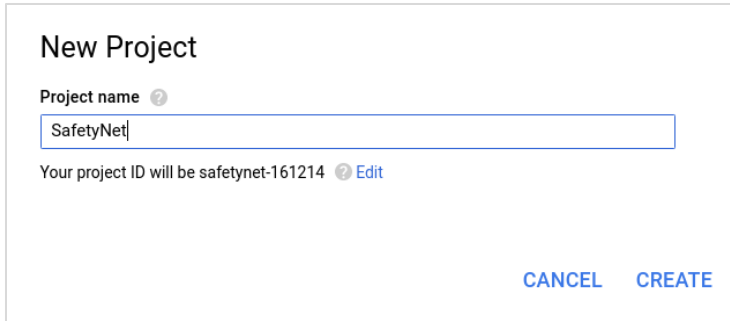 New Project
Project name ?
SafetyNet
Your project ID will be safetynet-161214 ? Edit
CANCEL CREATE